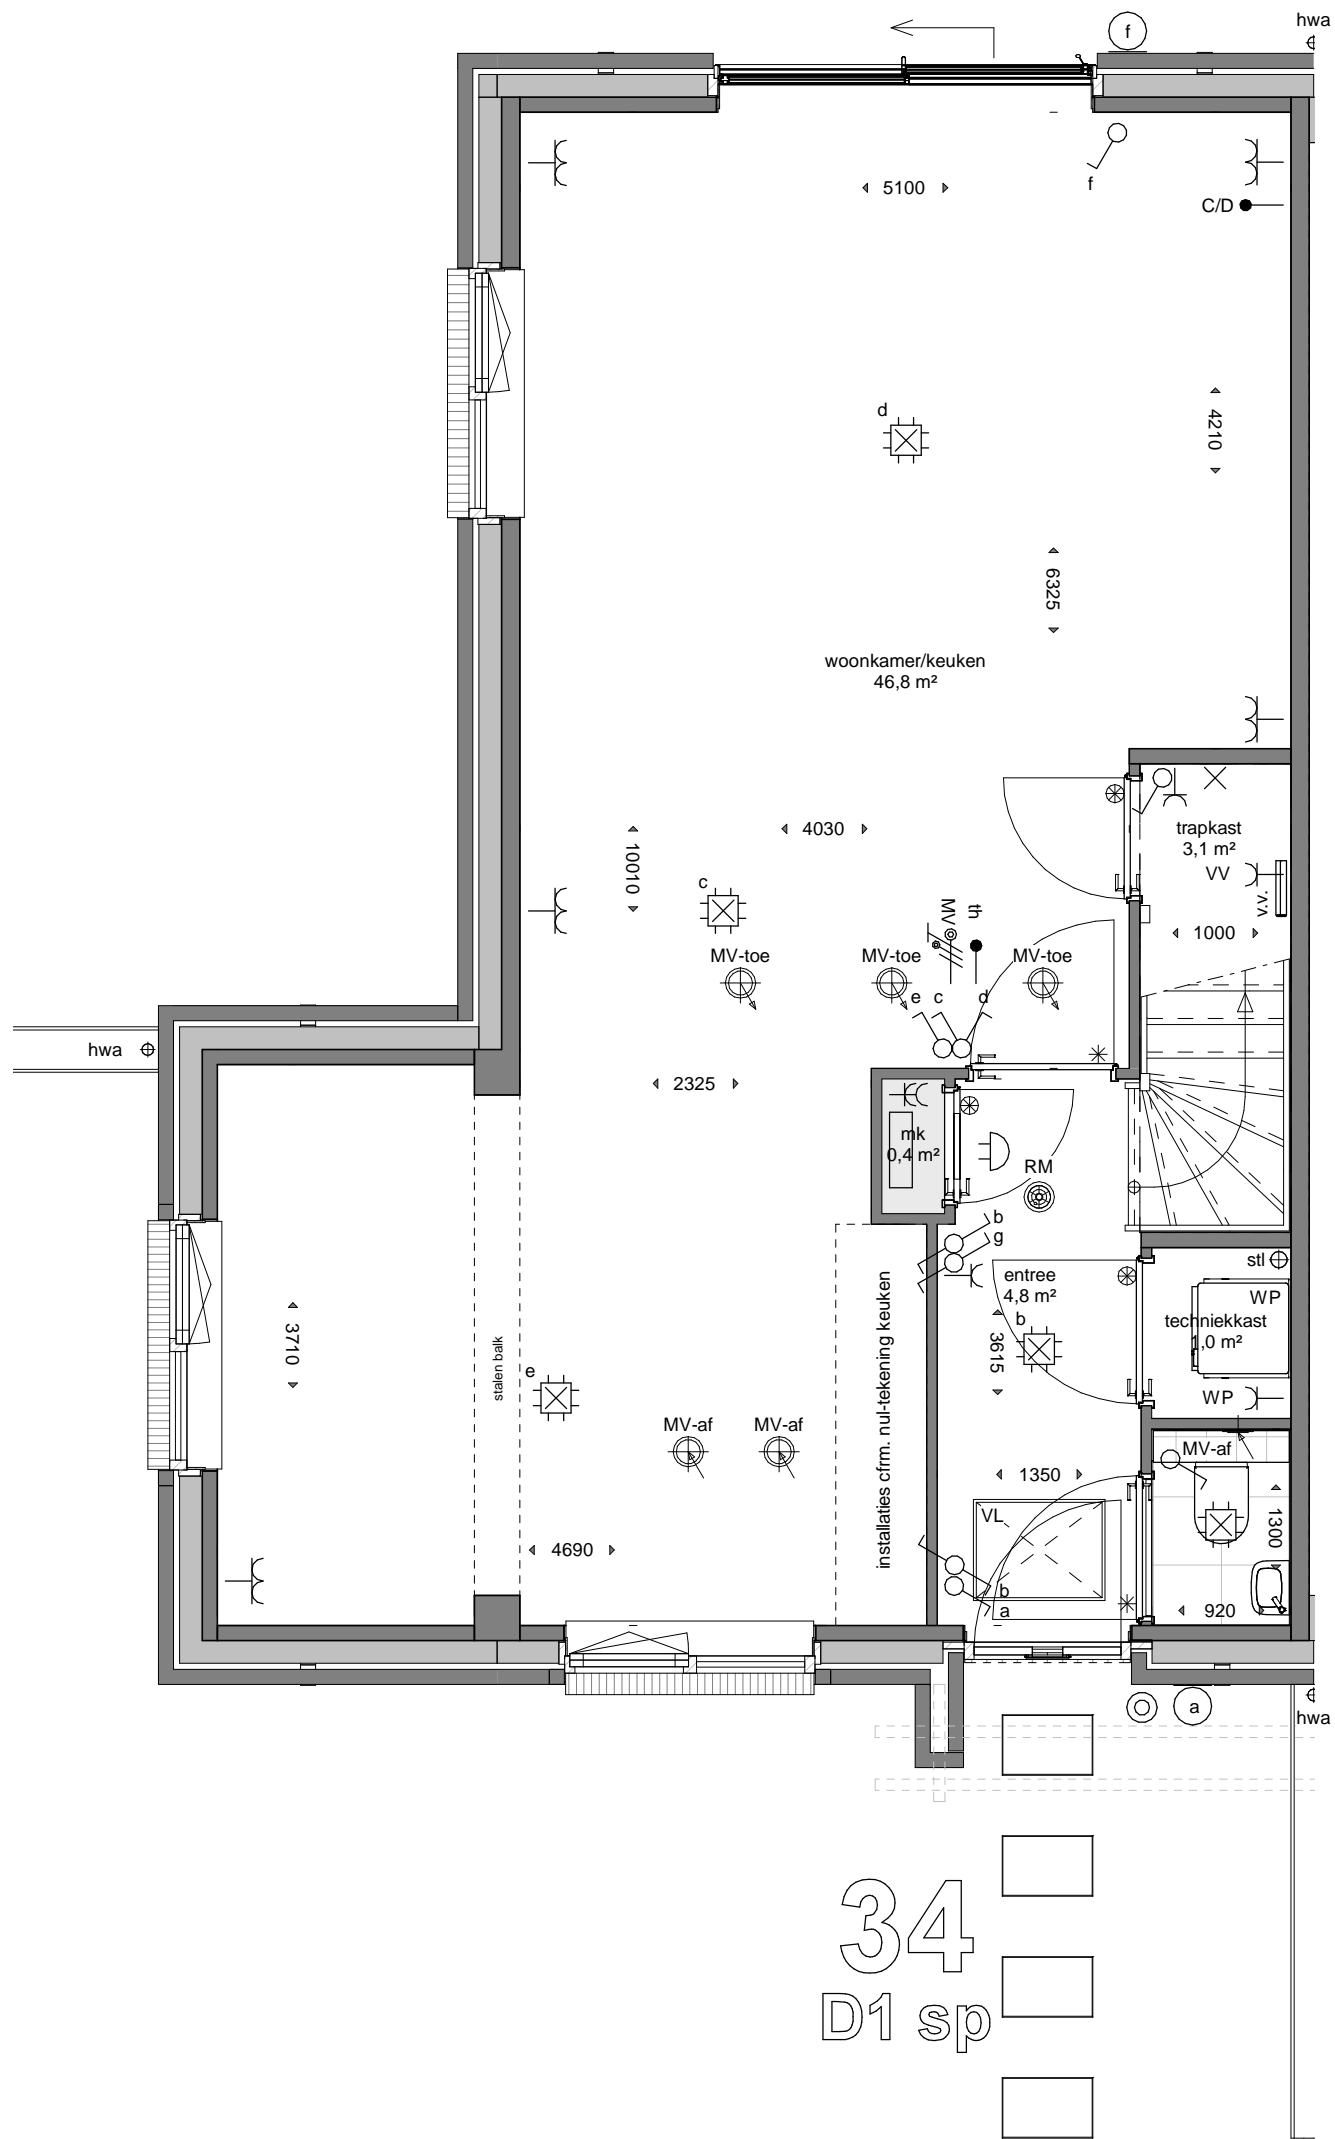 hwa
f
5100
f
C/D
d
4210
6325
woonkamer/keuken
46,8 m²
4030
trapkast
3,1 m²
10010
c
VV
v.v.
MV
th
1000
MV-toe
MV-toe
MV-toe
e
c
d
hwa
2325
mk
0,4 m²
RM
b
g
stl
entree
4,8 m²
WP
techniekkast
1,0 m²
b
3710
3615
stalen balk
installaties cfrm. nul-tekening keuken
e
WP
MV-af
MV-af
MV-af
1350
VL
1300
4690
b
a
920
a
hwa
34
D1 sp